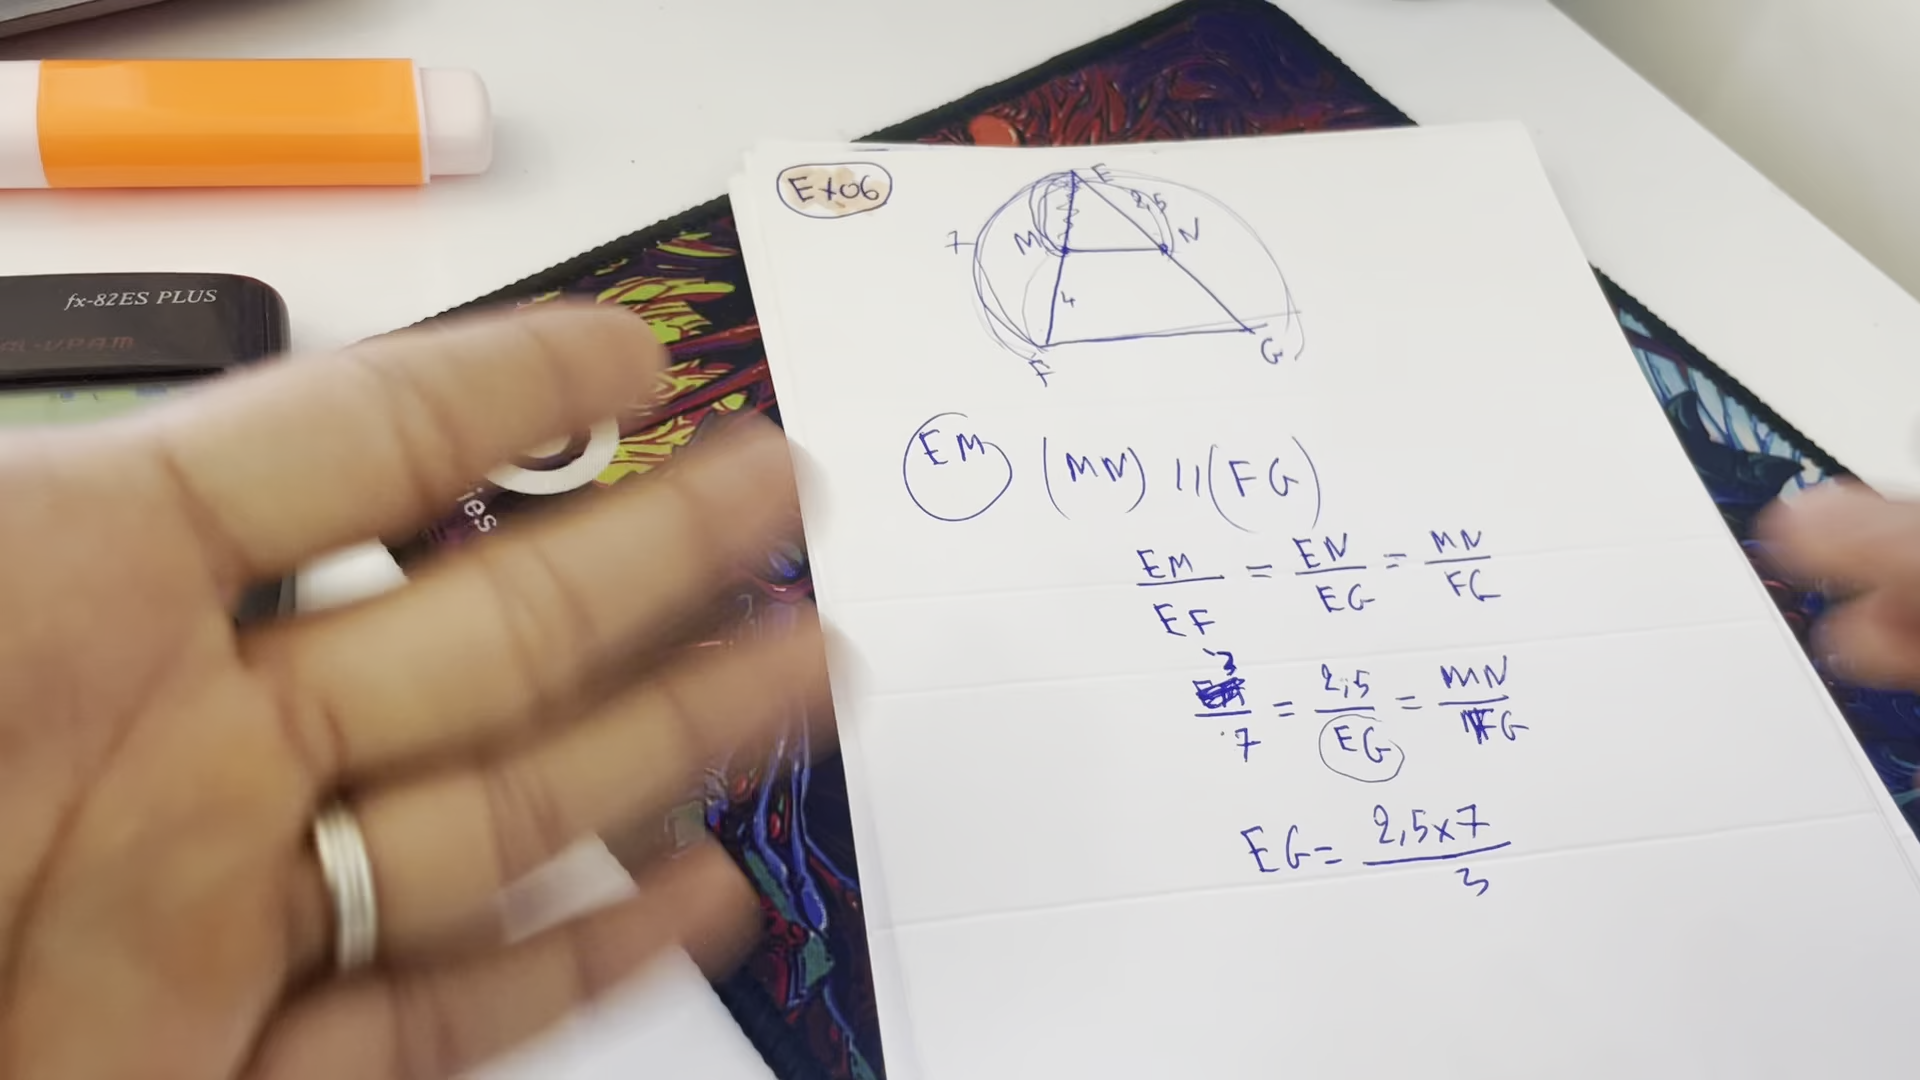 Ex06
E
2,5
7
M
N
4
F
G
EM (MN) // (FG)
EM/EF = EN/EG = MN/FG
3/7 = 2,5/EG = MN/FG
EG = 2,5x7/3
fx-82ES PLUS
ies